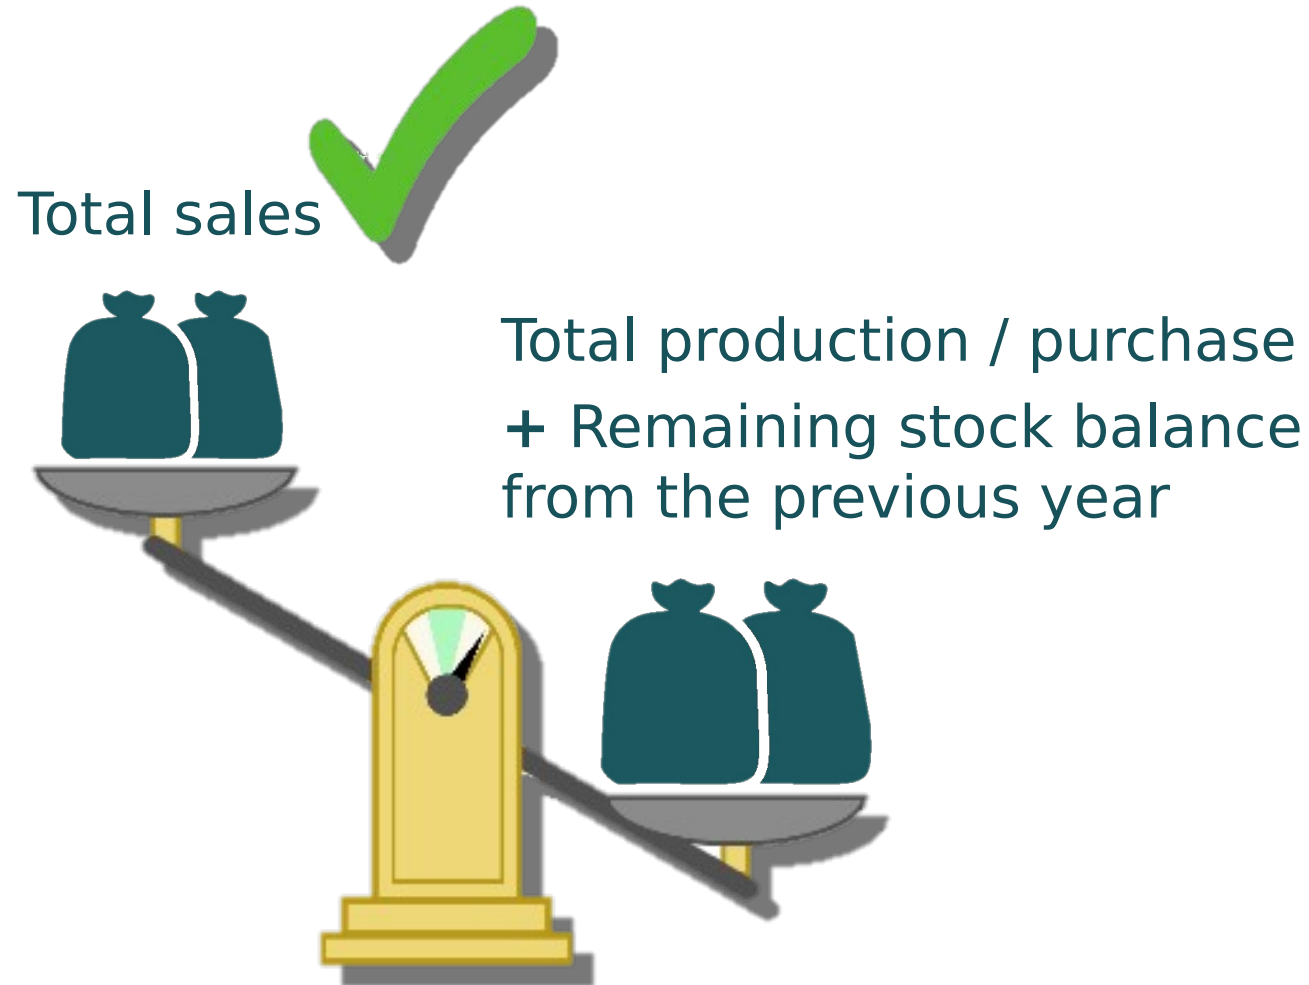 Total sales
Total production / purchase
+ Remaining stock balance
from the previous year